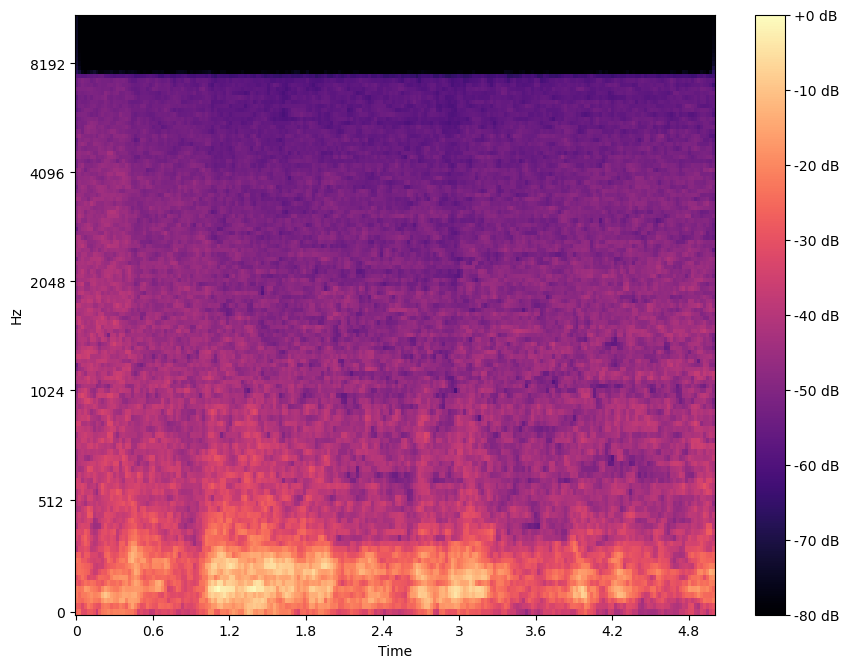 +0 dB
8192
-10 dB
4096
-20 dB
-30 dB
2048
Hz
-40 dB
1024
-50 dB
512
-60 dB
-70 dB
0
-80 dB
0 0.6 1.2 1.8 2.4 3 3.6 4.2 4.8
Time